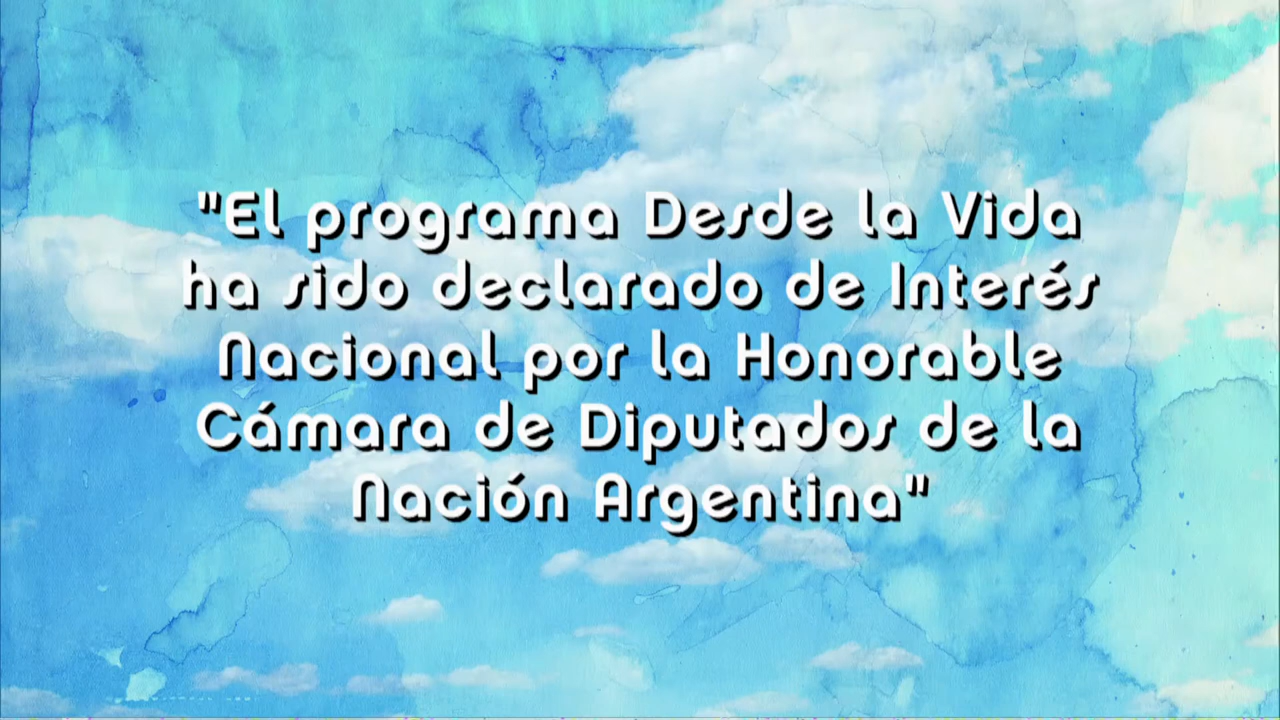 "El programa Desde la Vida
ha sido declarado de Interés
Nacional por la Honorable
Cámara de Diputados de la
Nación Argentina"